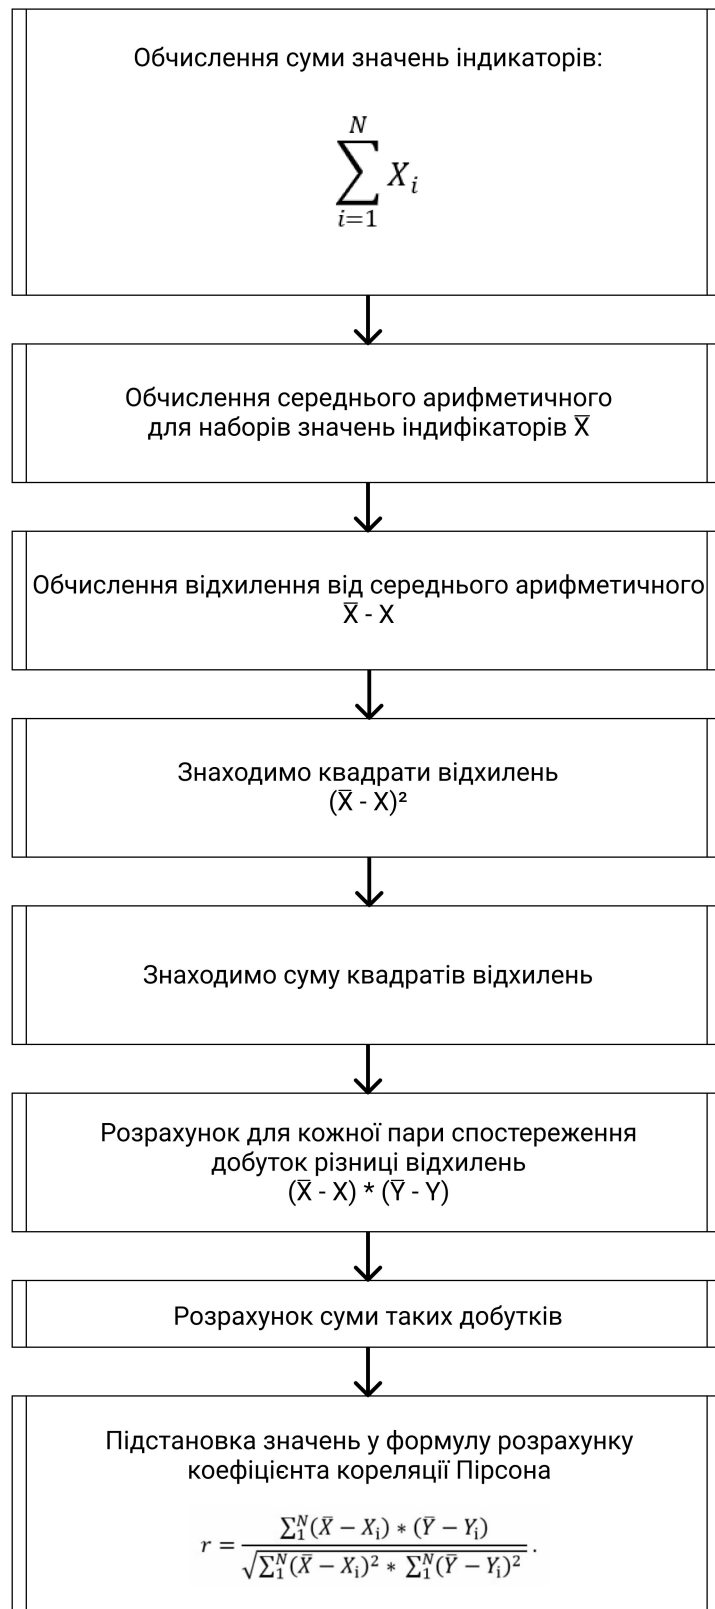 Обчислення суми значень індикаторів:
N
∑ Xᵢ
i=1
Обчислення середнього арифметичного
для наборів значень індифікаторів X̅
Обчислення відхилення від середнього арифметичного
X̅ - X
Знаходимо квадрати відхилень
(X̅ - X)²
Знаходимо суму квадратів відхилень
Розрахунок для кожної пари спостереження
добуток різниці відхилень
(X̅ - X) * (Y̅ - Y)
Розрахунок суми таких добутків
Підстановка значень у формулу розрахунку
коефіцієнта кореляції Пірсона
r = ∑₁ᴺ(X̅ − Xᵢ) ∗ (Y̅ − Yᵢ) / √∑₁ᴺ(X̅ − Xᵢ)² ∗ ∑₁ᴺ(Y̅ − Yᵢ)² .